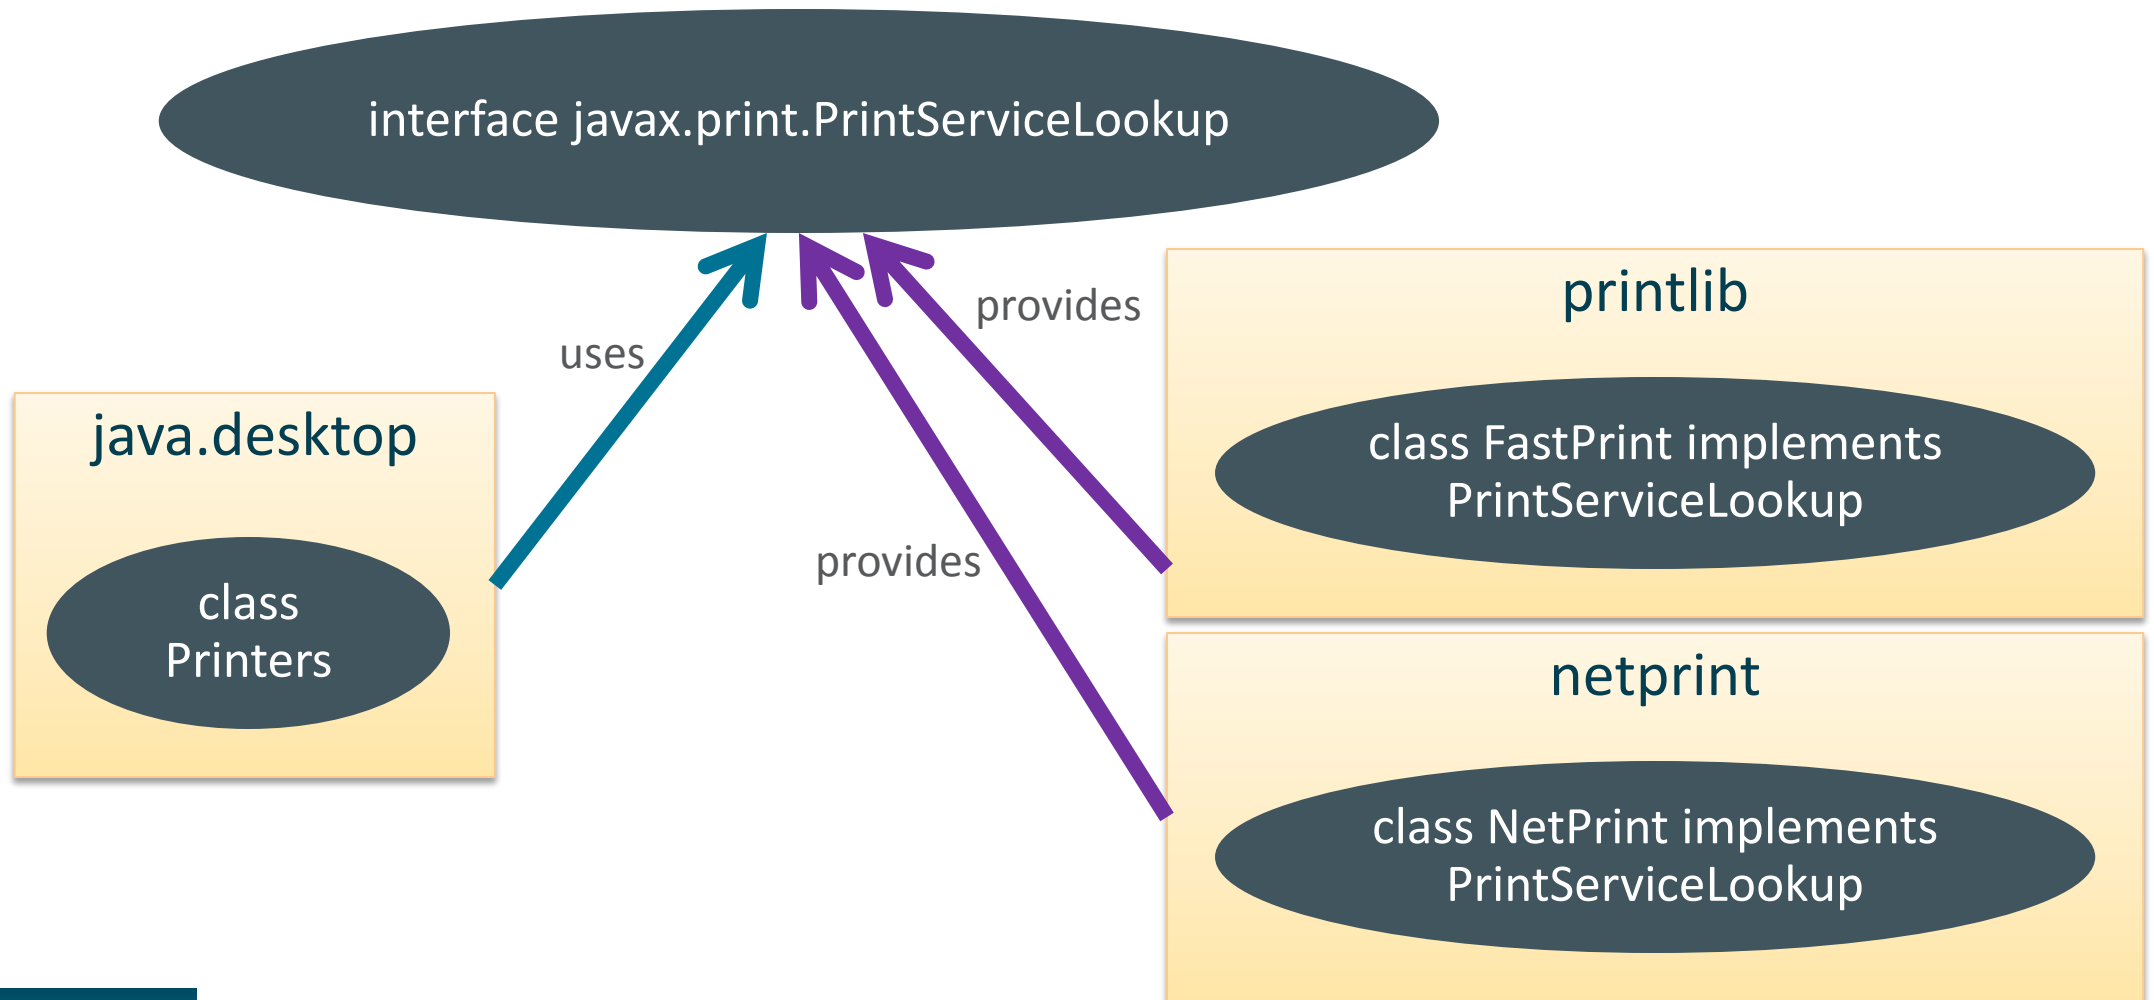 interface javax.print.PrintServiceLookup
uses
provides
provides
java.desktop
class
Printers
printlib
class FastPrint implements
PrintServiceLookup
netprint
class NetPrint implements
PrintServiceLookup